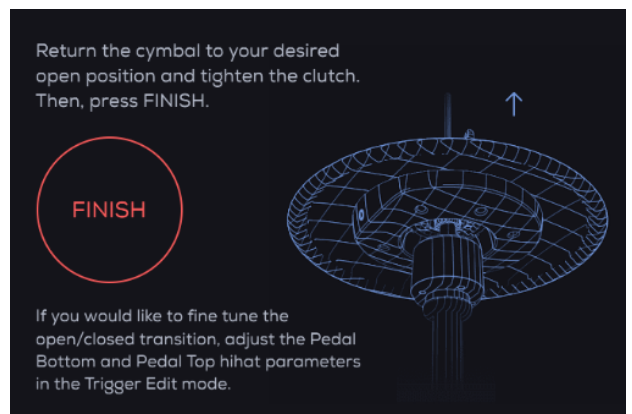 Return the cymbal to your desired
open position and tighten the clutch.
Then, press FINISH.
FINISH
If you would like to fine tune the
open/closed transition, adjust the Pedal
Bottom and Pedal Top hihat parameters
in the Trigger Edit mode.